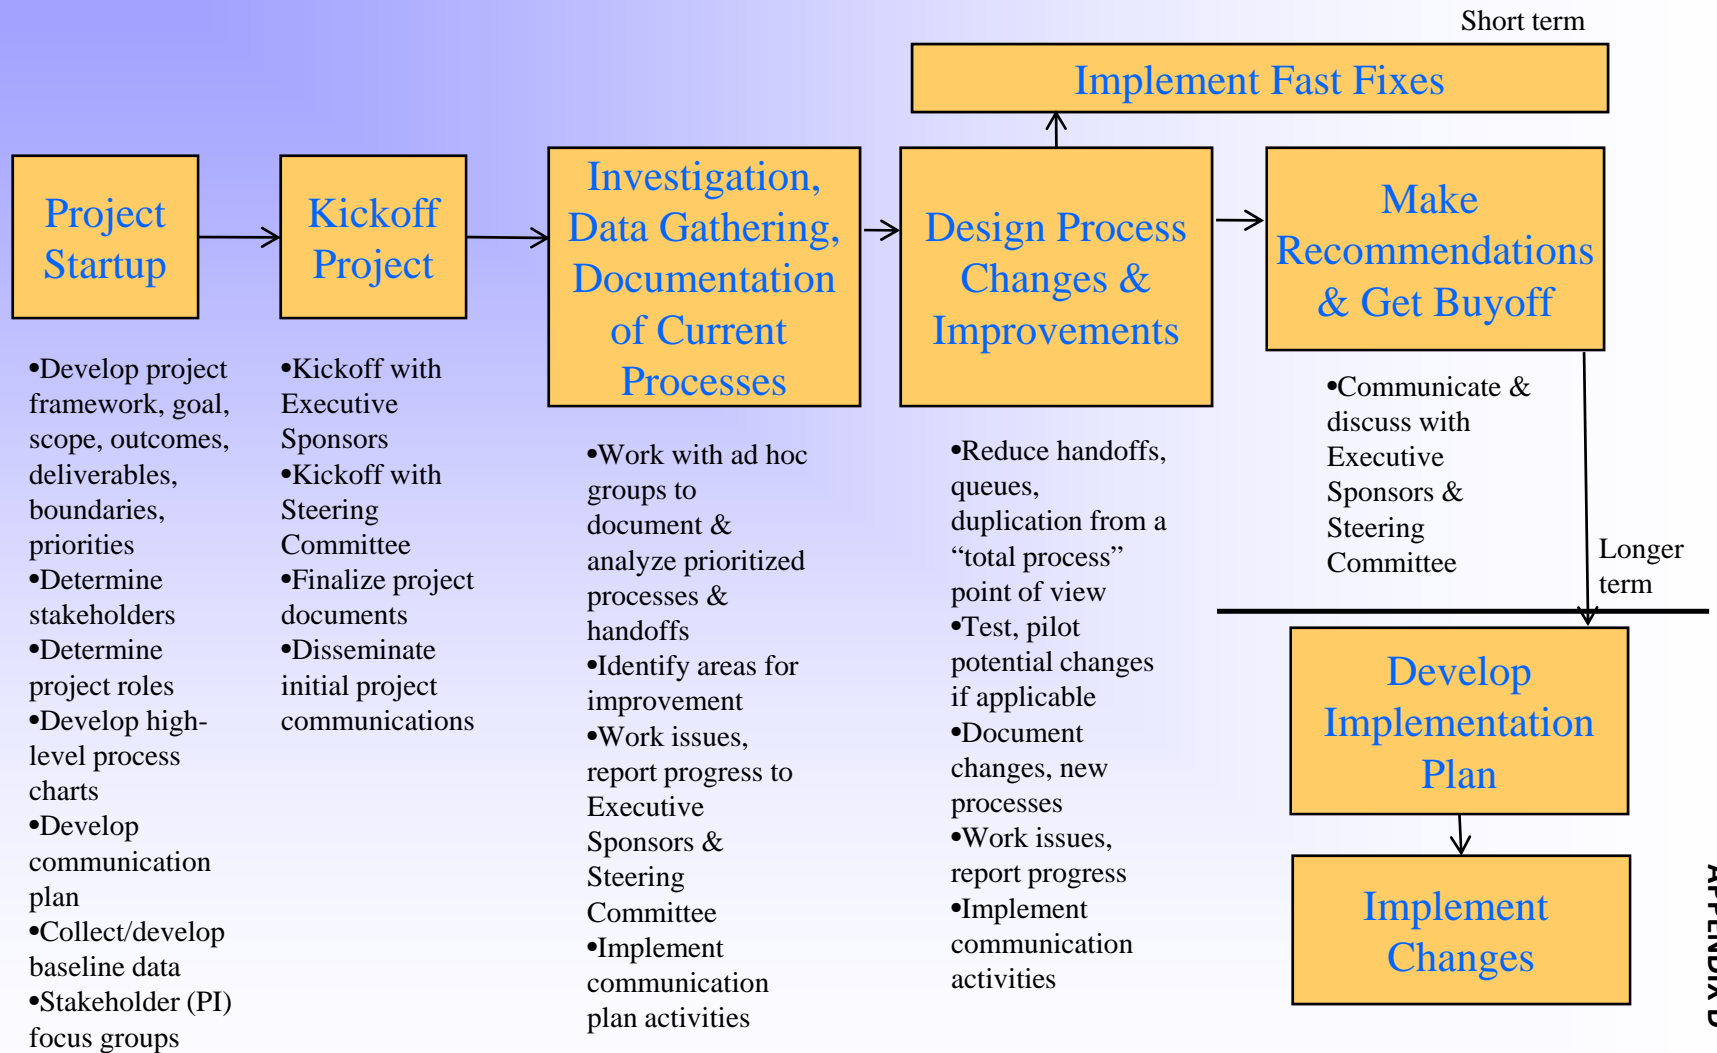 Short term
Implement Fast Fixes
Project
Startup
Kickoff
Project
Investigation,
Data Gathering,
Documentation
of Current
Processes
Design Process
Changes &
Improvements
Make
Recommendations
& Get Buyoff
•Develop project
framework, goal,
scope, outcomes,
deliverables,
boundaries,
priorities
•Determine
stakeholders
•Determine
project roles
•Develop high-
level process
charts
•Develop
communication
plan
•Collect/develop
baseline data
•Stakeholder (PI)
focus groups
•Kickoff with
Executive
Sponsors
•Kickoff with
Steering
Committee
•Finalize project
documents
•Disseminate
initial project
communications
•Work with ad hoc
groups to
document &
analyze prioritized
processes &
handoffs
•Identify areas for
improvement
•Work issues,
report progress to
Executive
Sponsors &
Steering
Committee
•Implement
communication
plan activities
•Reduce handoffs,
queues,
duplication from a
“total process”
point of view
•Test, pilot
potential changes
if applicable
•Document
changes, new
processes
•Work issues,
report progress
•Implement
communication
activities
•Communicate &
discuss with
Executive
Sponsors &
Steering
Committee
Longer
term
Develop
Implementation
Plan
Implement
Changes
APPENDIX